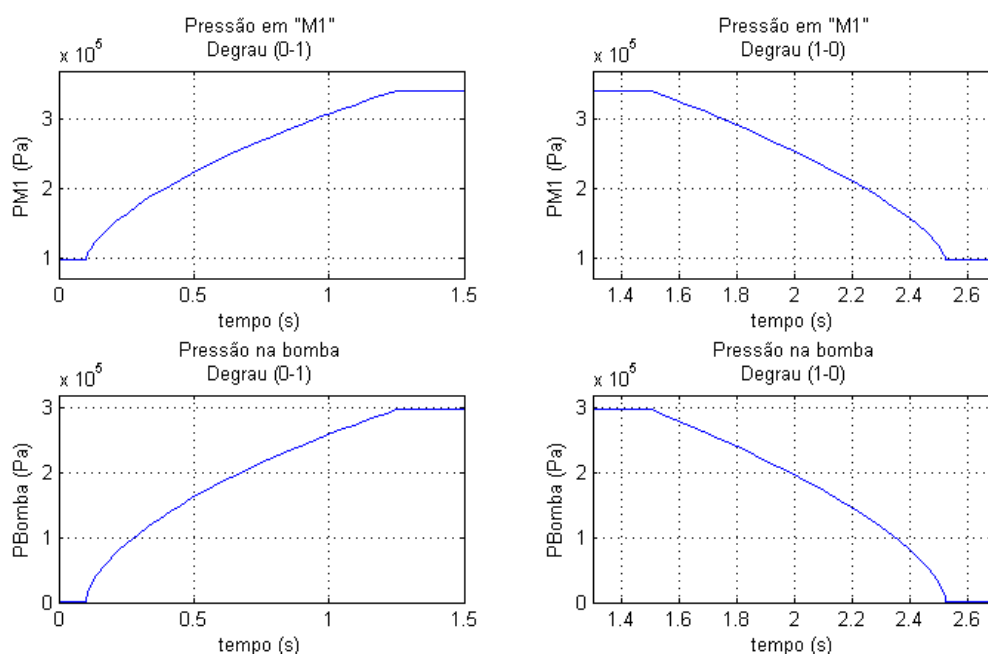 Pressão em "M1"
Degrau (0-1)
x 10^5
3
2
1
PM1 (Pa)
0
0.5
1
1.5
tempo (s)
Pressão em "M1"
Degrau (1-0)
x 10^5
3
2
1
PM1 (Pa)
1.4
1.6
1.8
2
2.2
2.4
2.6
tempo (s)
Pressão na bomba
Degrau (0-1)
x 10^5
3
2
1
0
PBomba (Pa)
0
0.5
1
1.5
tempo (s)
Pressão na bomba
Degrau (1-0)
x 10^5
3
2
1
0
PBomba (Pa)
1.4
1.6
1.8
2
2.2
2.4
2.6
tempo (s)